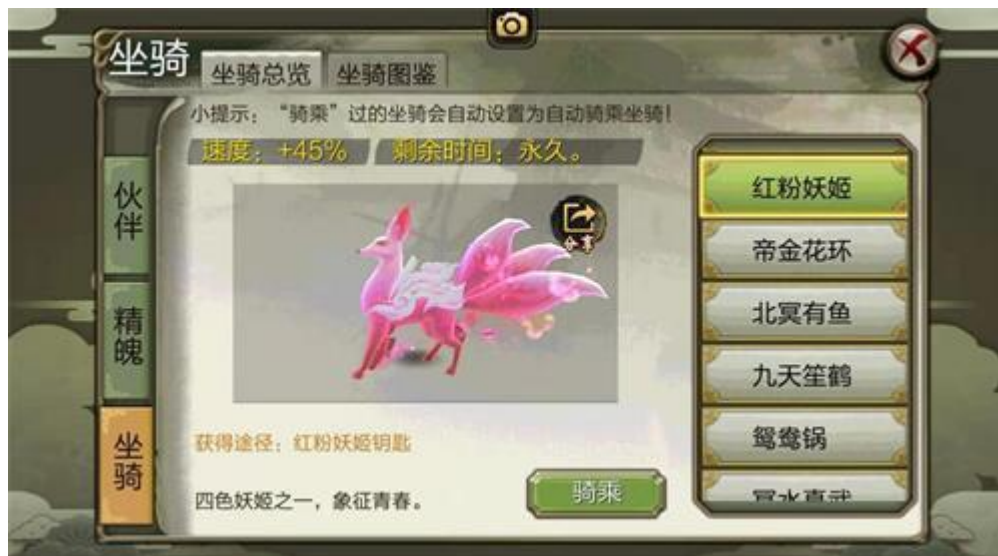 坐骑
坐骑总览 坐骑图鉴
小提示：“骑乘”过的坐骑会自动设置为自动骑乘坐骑！
速度：+45% 剩余时间：永久。
伙伴
精魄
坐骑
分享
获得途径：红粉妖姬钥匙
四色妖姬之一，象征青春。
骑乘
红粉妖姬
帝金花环
北冥有鱼
九天笙鹤
鸳鸯锅